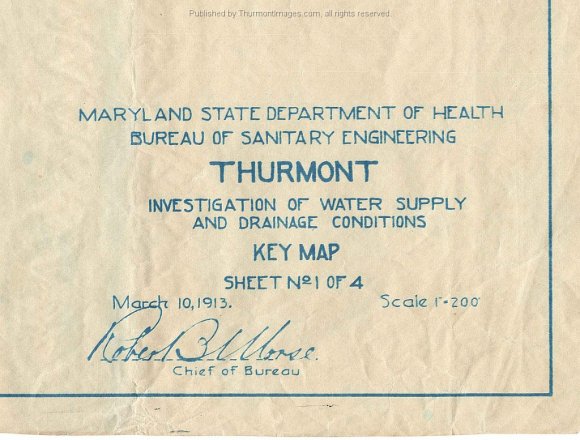 Published by ThurmontImages.com, all rights reserved.
MARYLAND STATE DEPARTMENT OF HEALTH
BUREAU OF SANITARY ENGINEERING
THURMONT
INVESTIGATION OF WATER SUPPLY
AND DRAINAGE CONDITIONS
KEY MAP
SHEET No 1 OF 4
March 10, 1913. Scale 1"=200'
Robert B. Morse.
Chief of Bureau